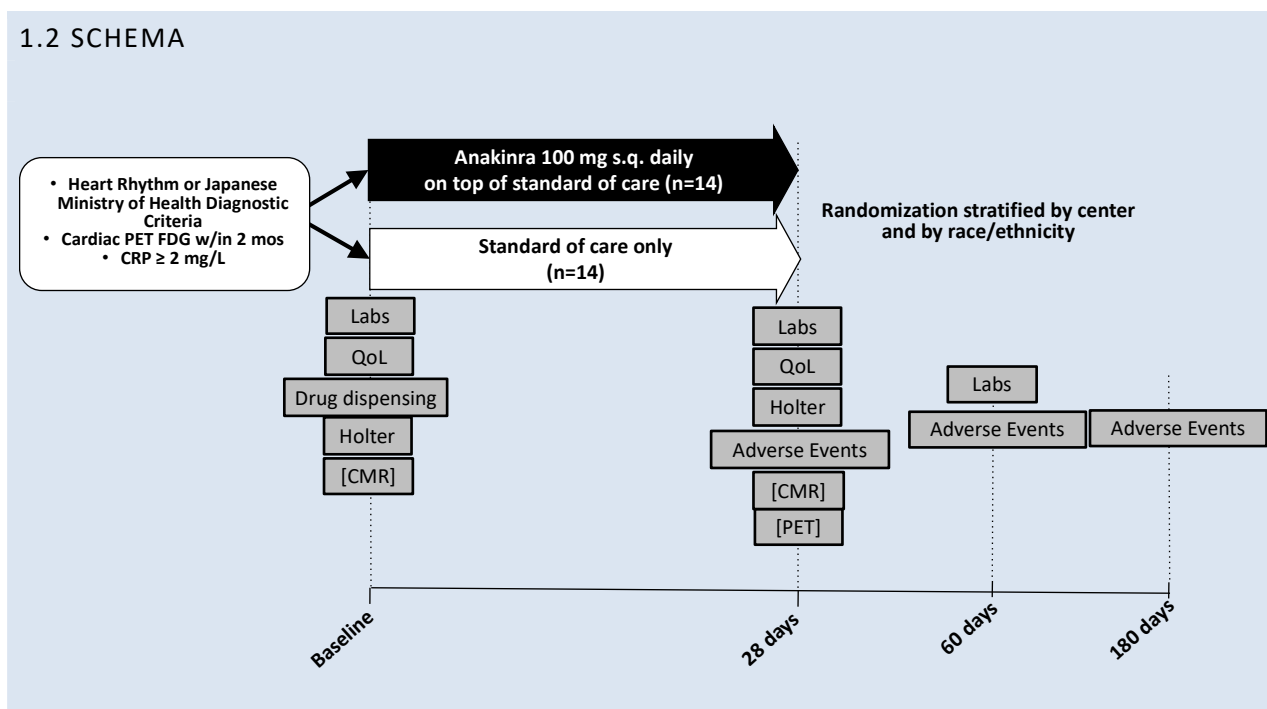 1.2 SCHEMA
• Heart Rhythm or Japanese
Ministry of Health Diagnostic
Criteria
• Cardiac PET FDG w/in 2 mos
• CRP ≥ 2 mg/L
Anakinra 100 mg s.q. daily
on top of standard of care (n=14)
Standard of care only
(n=14)
Randomization stratified by center
and by race/ethnicity
Labs
QoL
Drug dispensing
Holter
[CMR]
Labs
QoL
Holter
Adverse Events
[CMR]
[PET]
Labs
Adverse Events
Adverse Events
Baseline
28 days
60 days
180 days